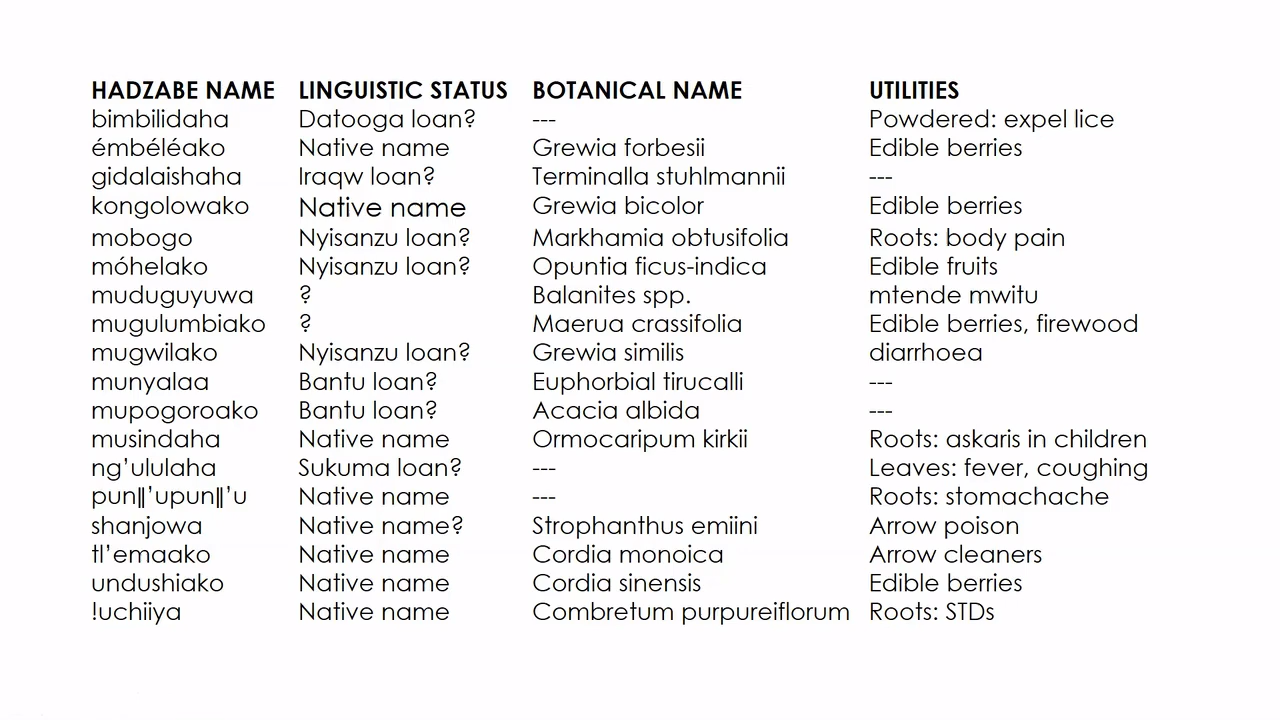 HADZABE NAME LINGUISTIC STATUS BOTANICAL NAME UTILITIES
bimbilidaha Datooga loan? --- Powdered: expel lice
émbéléako Native name Grewia forbesii Edible berries
gidalaishaha Iraqw loan? Terminalla stuhlmannii ---
kongolowako Native name Grewia bicolor Edible berries
mobogo Nyisanzu loan? Markhamia obtusifolia Roots: body pain
móhelako Nyisanzu loan? Opuntia ficus-indica Edible fruits
muduguyuwa ? Balanites spp. mtende mwitu
mugulumbiako ? Maerua crassifolia Edible berries, firewood
mugwilako Nyisanzu loan? Grewia similis diarrhoea
munyalaa Bantu loan? Euphorbial tirucalli ---
mupogoroako Bantu loan? Acacia albida ---
musindaha Native name Ormocaripum kirkii Roots: askaris in children
ng’ululaha Sukuma loan? --- Leaves: fever, coughing
punǁ’upunǁ’u Native name --- Roots: stomachache
shanjowa Native name? Strophanthus emiini Arrow poison
tl’emaako Native name Cordia monoica Arrow cleaners
undushiako Native name Cordia sinensis Edible berries
!uchiiya Native name Combretum purpureiflorum Roots: STDs